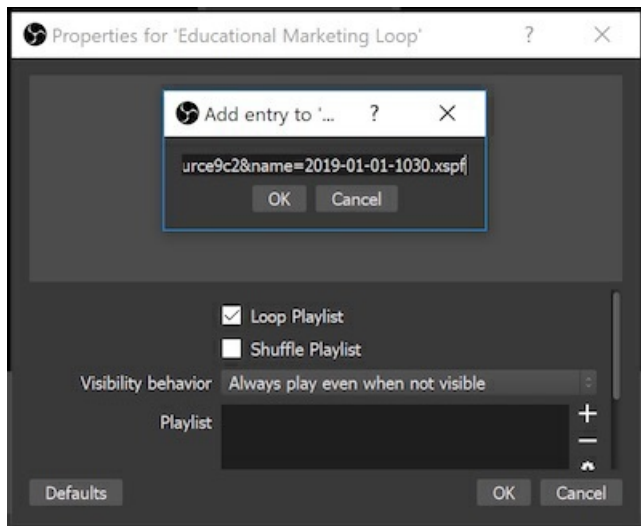 Properties for 'Educational Marketing Loop' ?
Add entry to '... ?
urce9c2&name=2019-01-01-1030.xspf
OK Cancel
Loop Playlist
Shuffle Playlist
Visibility behavior Always play even when not visible
Playlist
Defaults OK Cancel